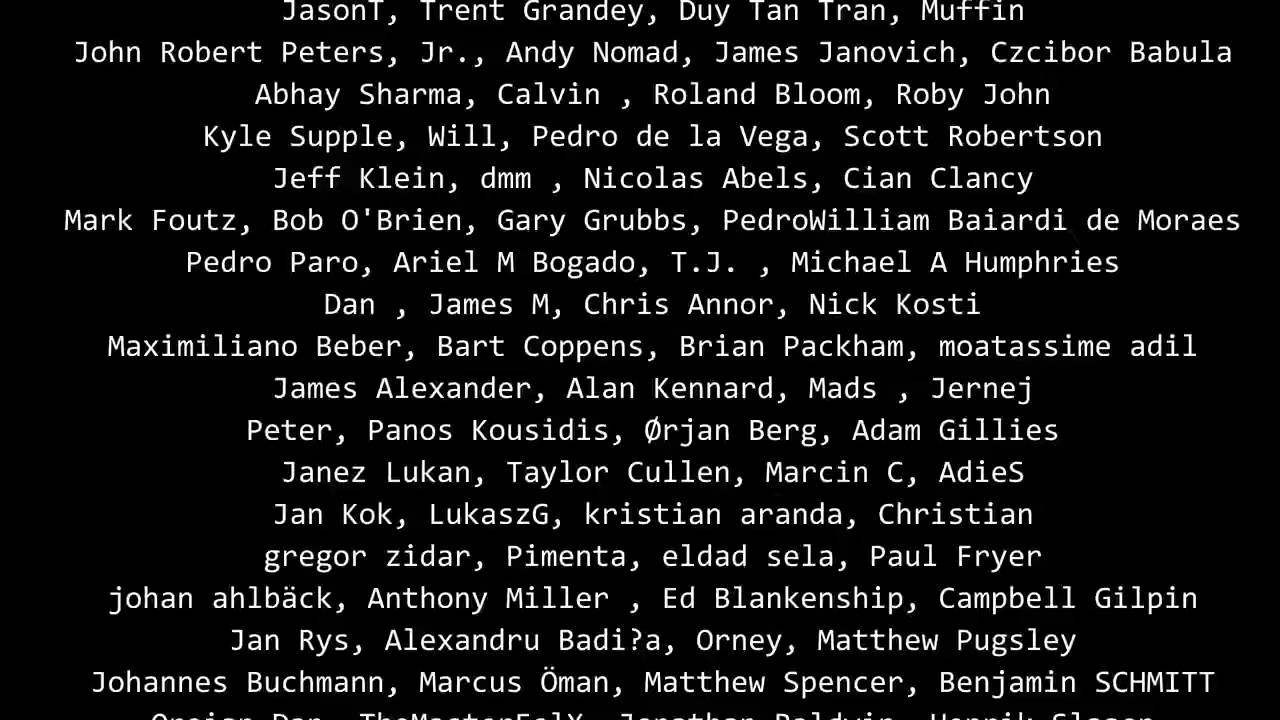 JasonT, Trent Grandey, Duy Tan Tran, Muffin
John Robert Peters, Jr., Andy Nomad, James Janovich, Czcibor Babula
Abhay Sharma, Calvin , Roland Bloom, Roby John
Kyle Supple, Will, Pedro de la Vega, Scott Robertson
Jeff Klein, dmm , Nicolas Abels, Cian Clancy
Mark Foutz, Bob O'Brien, Gary Grubbs, PedroWilliam Baiardi de Moraes
Pedro Paro, Ariel M Bogado, T.J. , Michael A Humphries
Dan , James M, Chris Annor, Nick Kosti
Maximiliano Beber, Bart Coppens, Brian Packham, moatassime adil
James Alexander, Alan Kennard, Mads , Jernej
Peter, Panos Kousidis, Ørjan Berg, Adam Gillies
Janez Lukan, Taylor Cullen, Marcin C, AdieS
Jan Kok, LukaszG, kristian aranda, Christian
gregor zidar, Pimenta, eldad sela, Paul Fryer
johan ahlbäck, Anthony Miller , Ed Blankenship, Campbell Gilpin
Jan Rys, Alexandru Badi?a, Orney, Matthew Pugsley
Johannes Buchmann, Marcus Öman, Matthew Spencer, Benjamin SCHMITT
Jonathan Baldwin, Henrik